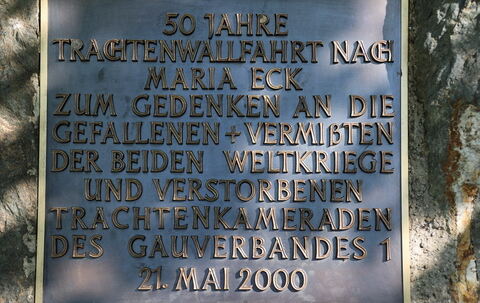 50 JAHRE
TRACHTENWALLFAHRT NACH
MARIA ECK
ZUM GEDENKEN AN DIE
GEFALLENEN + VERMIßTEN
DER BEIDEN WELTKRIEGE
UND VERSTORBENEN
TRACHTENKAMERADEN
DES GAUVERBANDES 1
21. MAI 2000